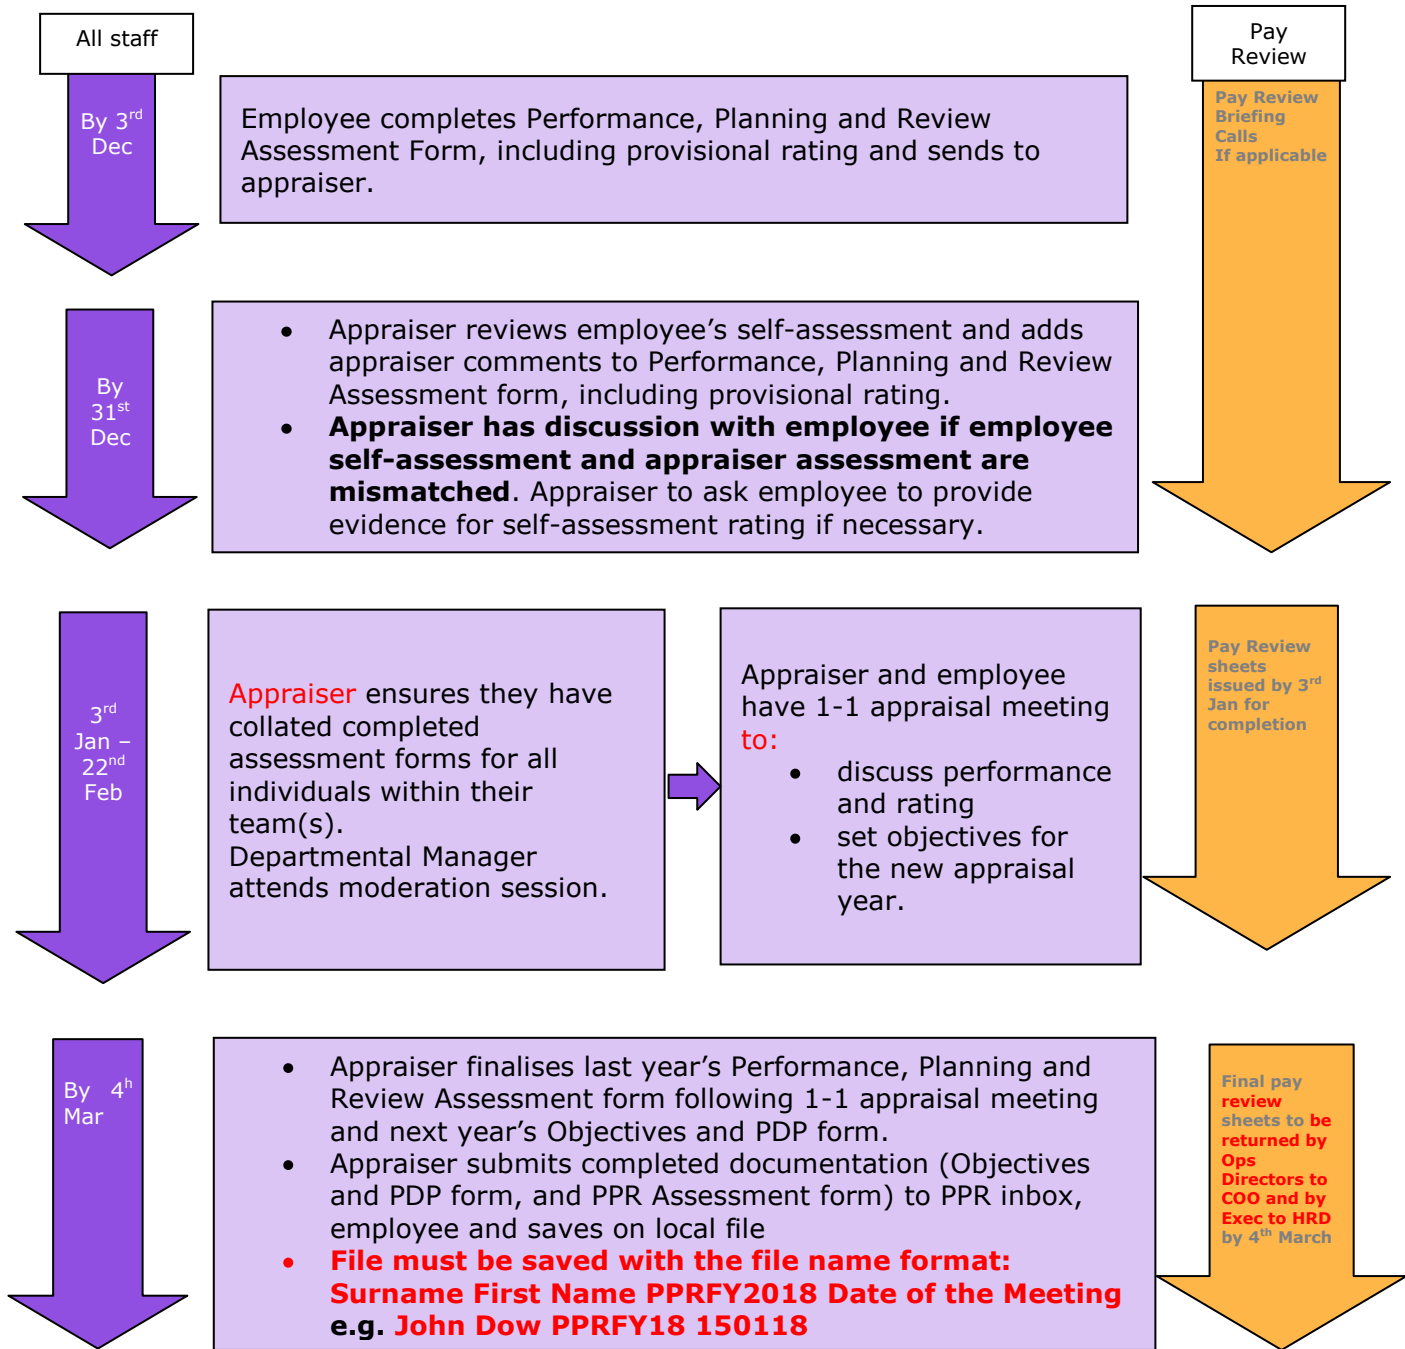 All staff
Pay
Review
By 3rd
Dec
Employee completes Performance, Planning and Review
Assessment Form, including provisional rating and sends to
appraiser.
Pay Review
Briefing
Calls
If applicable
By
31st
Dec
• Appraiser reviews employee’s self-assessment and adds
appraiser comments to Performance, Planning and Review
Assessment form, including provisional rating.
• Appraiser has discussion with employee if employee
self-assessment and appraiser assessment are
mismatched. Appraiser to ask employee to provide
evidence for self-assessment rating if necessary.
3rd
Jan –
22nd
Feb
Appraiser ensures they have
collated completed
assessment forms for all
individuals within their
team(s).
Departmental Manager
attends moderation session.
Appraiser and employee
have 1-1 appraisal meeting
to:
• discuss performance
and rating
• set objectives for
the new appraisal
year.
Pay Review
sheets
issued by 3rd
Jan for
completion
By 4h
Mar
• Appraiser finalises last year’s Performance, Planning and
Review Assessment form following 1-1 appraisal meeting
and next year’s Objectives and PDP form.
• Appraiser submits completed documentation (Objectives
and PDP form, and PPR Assessment form) to PPR inbox,
employee and saves on local file
• File must be saved with the file name format:
Surname First Name PPRFY2018 Date of the Meeting
e.g. John Dow PPRFY18 150118
Final pay
review
sheets to be
returned by
Ops
Directors to
COO and by
Exec to HRD
by 4th March